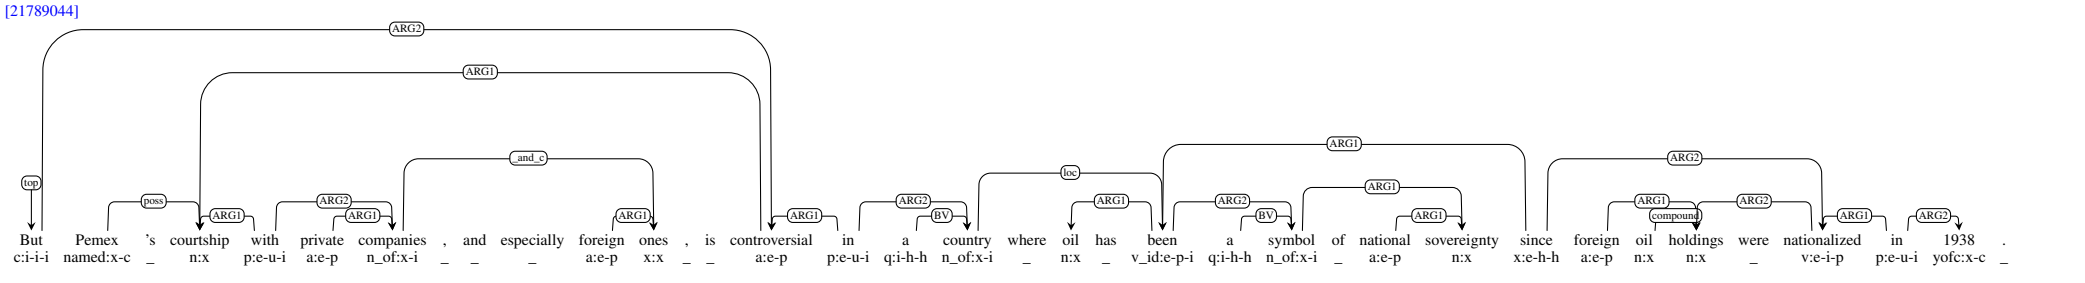 [21789044]
ARG2
ARG1
_and_c ARG1
loc ARG2
top ARG1
poss ARG2 ARG2 ARG1 ARG2 ARG1 ARG2
ARG1 ARG1 ARG1 ARG1 BV BV ARG1 compound ARG1 ARG2
But Pemex 's courtship with private companies , and especially foreign ones , is controversial in a country where oil has been a symbol of national sovereignty since foreign oil holdings were nationalized in 1938 .
c:i-i-i named:x-c _ n:x p:e-u-i a:e-p n_of:x-i _ _ _ a:e-p x:x _ _ a:e-p p:e-u-i q:i-h-h n_of:x-i _ n:x _ v_id:e-p-i q:i-h-h n_of:x-i _ a:e-p n:x x:e-h-h a:e-p n:x n:x _ v:e-i-p p:e-u-i yofc:x-c _